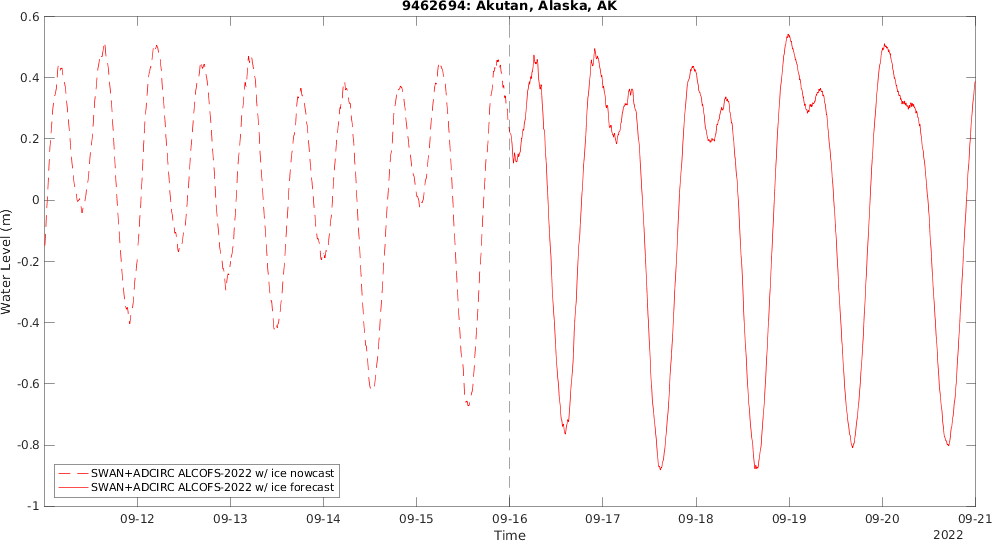 9462694: Akutan, Alaska, AK
0.6
0.4
0.2
0
-0.2
-0.4
-0.6
-0.8
-1
Water Level (m)
SWAN+ADCIRC ALCOFS-2022 w/ ice nowcast
SWAN+ADCIRC ALCOFS-2022 w/ ice forecast
09-12 09-13 09-14 09-15 09-16 09-17 09-18 09-19 09-20 09-21
Time
2022